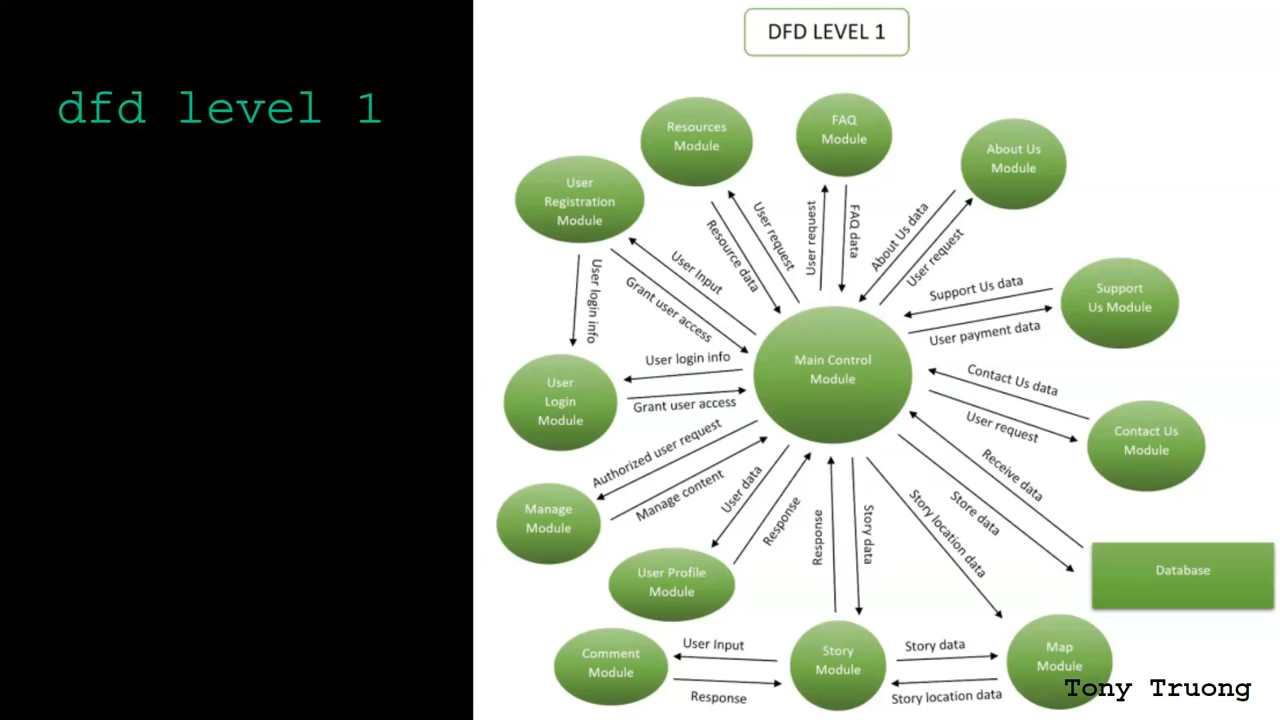 dfd level 1
DFD LEVEL 1
Resources
Module
FAQ
Module
About Us
Module
User
Registration
Module
Support
Us Module
Main Control
Module
User
Login
Module
Contact Us
Module
Manage
Module
User Profile
Module
Database
Comment
Module
Story
Module
Map
Module
User request
Resource data
User request
FAQ data
About Us data
User request
User Input
Grant user access
User login info
Support Us data
User payment data
User login info
Grant user access
Contact Us data
User request
Authorized user request
Manage content
User data
Response
Response
Story data
Story location data
Store data
Receive data
User Input
Response
Story data
Story location data
Tony Truong